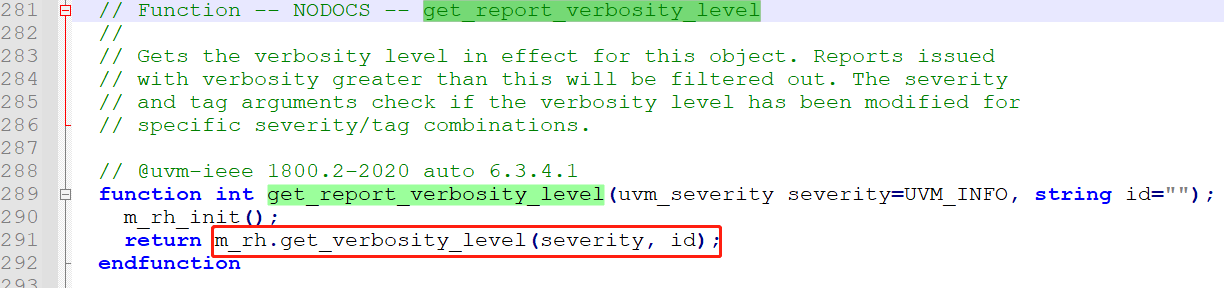 281 // Function -- NODOCS -- get_report_verbosity_level
282 //
283 // Gets the verbosity level in effect for this object. Reports issued
284 // with verbosity greater than this will be filtered out. The severity
285 // and tag arguments check if the verbosity level has been modified for
286 // specific severity/tag combinations.
287
288 // @uvm-ieee 1800.2-2020 auto 6.3.4.1
289 function int get_report_verbosity_level(uvm_severity severity=UVM_INFO, string id="");
290 m_rh_init();
291 return m_rh.get_verbosity_level(severity, id);
292 endfunction
293